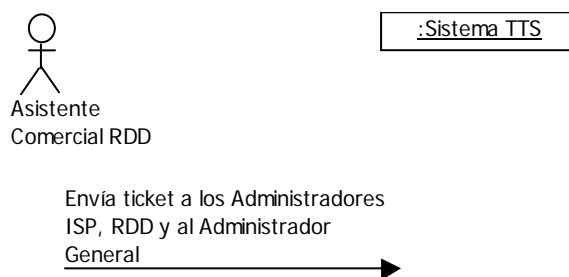 :Sistema TTS
Asistente
Comercial RDD
Envía ticket a los Administradores
ISP, RDD y al Administrador
General